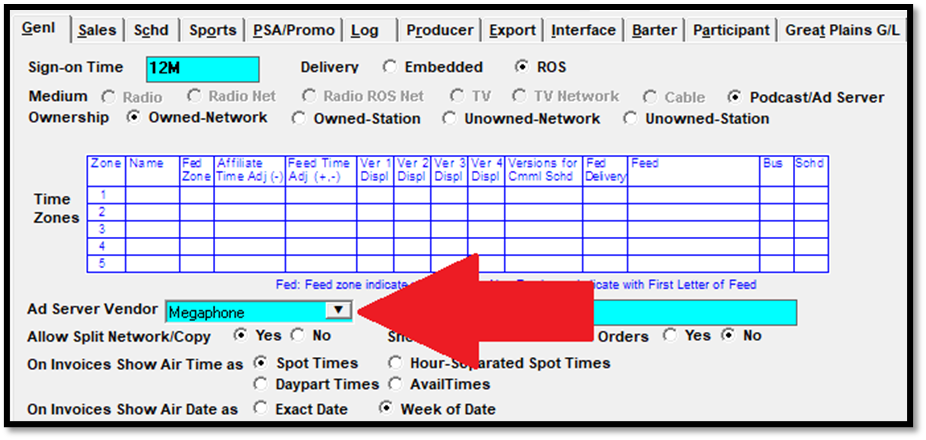 Genl Sales Schd Sports PSA/Promo Log Producer Export Interface Barter Participant Great Plains G/L
Sign-on Time 12M Delivery Embedded ROS
Medium Radio Radio Net Radio ROS Net TV TV Network Cable Podcast/Ad Server
Ownership Owned-Network Owned-Station Unowned-Network Unowned-Station
Zone Name Fed Affiliate Feed Time Ver 1 Ver 2 Ver 3 Ver 4 Versions for Fed Feed Bus Schd
Zone Time Adj (-) Adj (+,-) Displ Displ Displ Displ Cmml Schd Delivery
1
Time
2
Zones
3
4
5
Fed: Feed zone indicate with First Letter of Feed
Ad Server Vendor Megaphone
Allow Split Network/Copy Yes No Orders Yes No
On Invoices Show Air Time as Spot Times Hour-Separated Spot Times
Daypart Times AvailTimes
On Invoices Show Air Date as Exact Date Week of Date